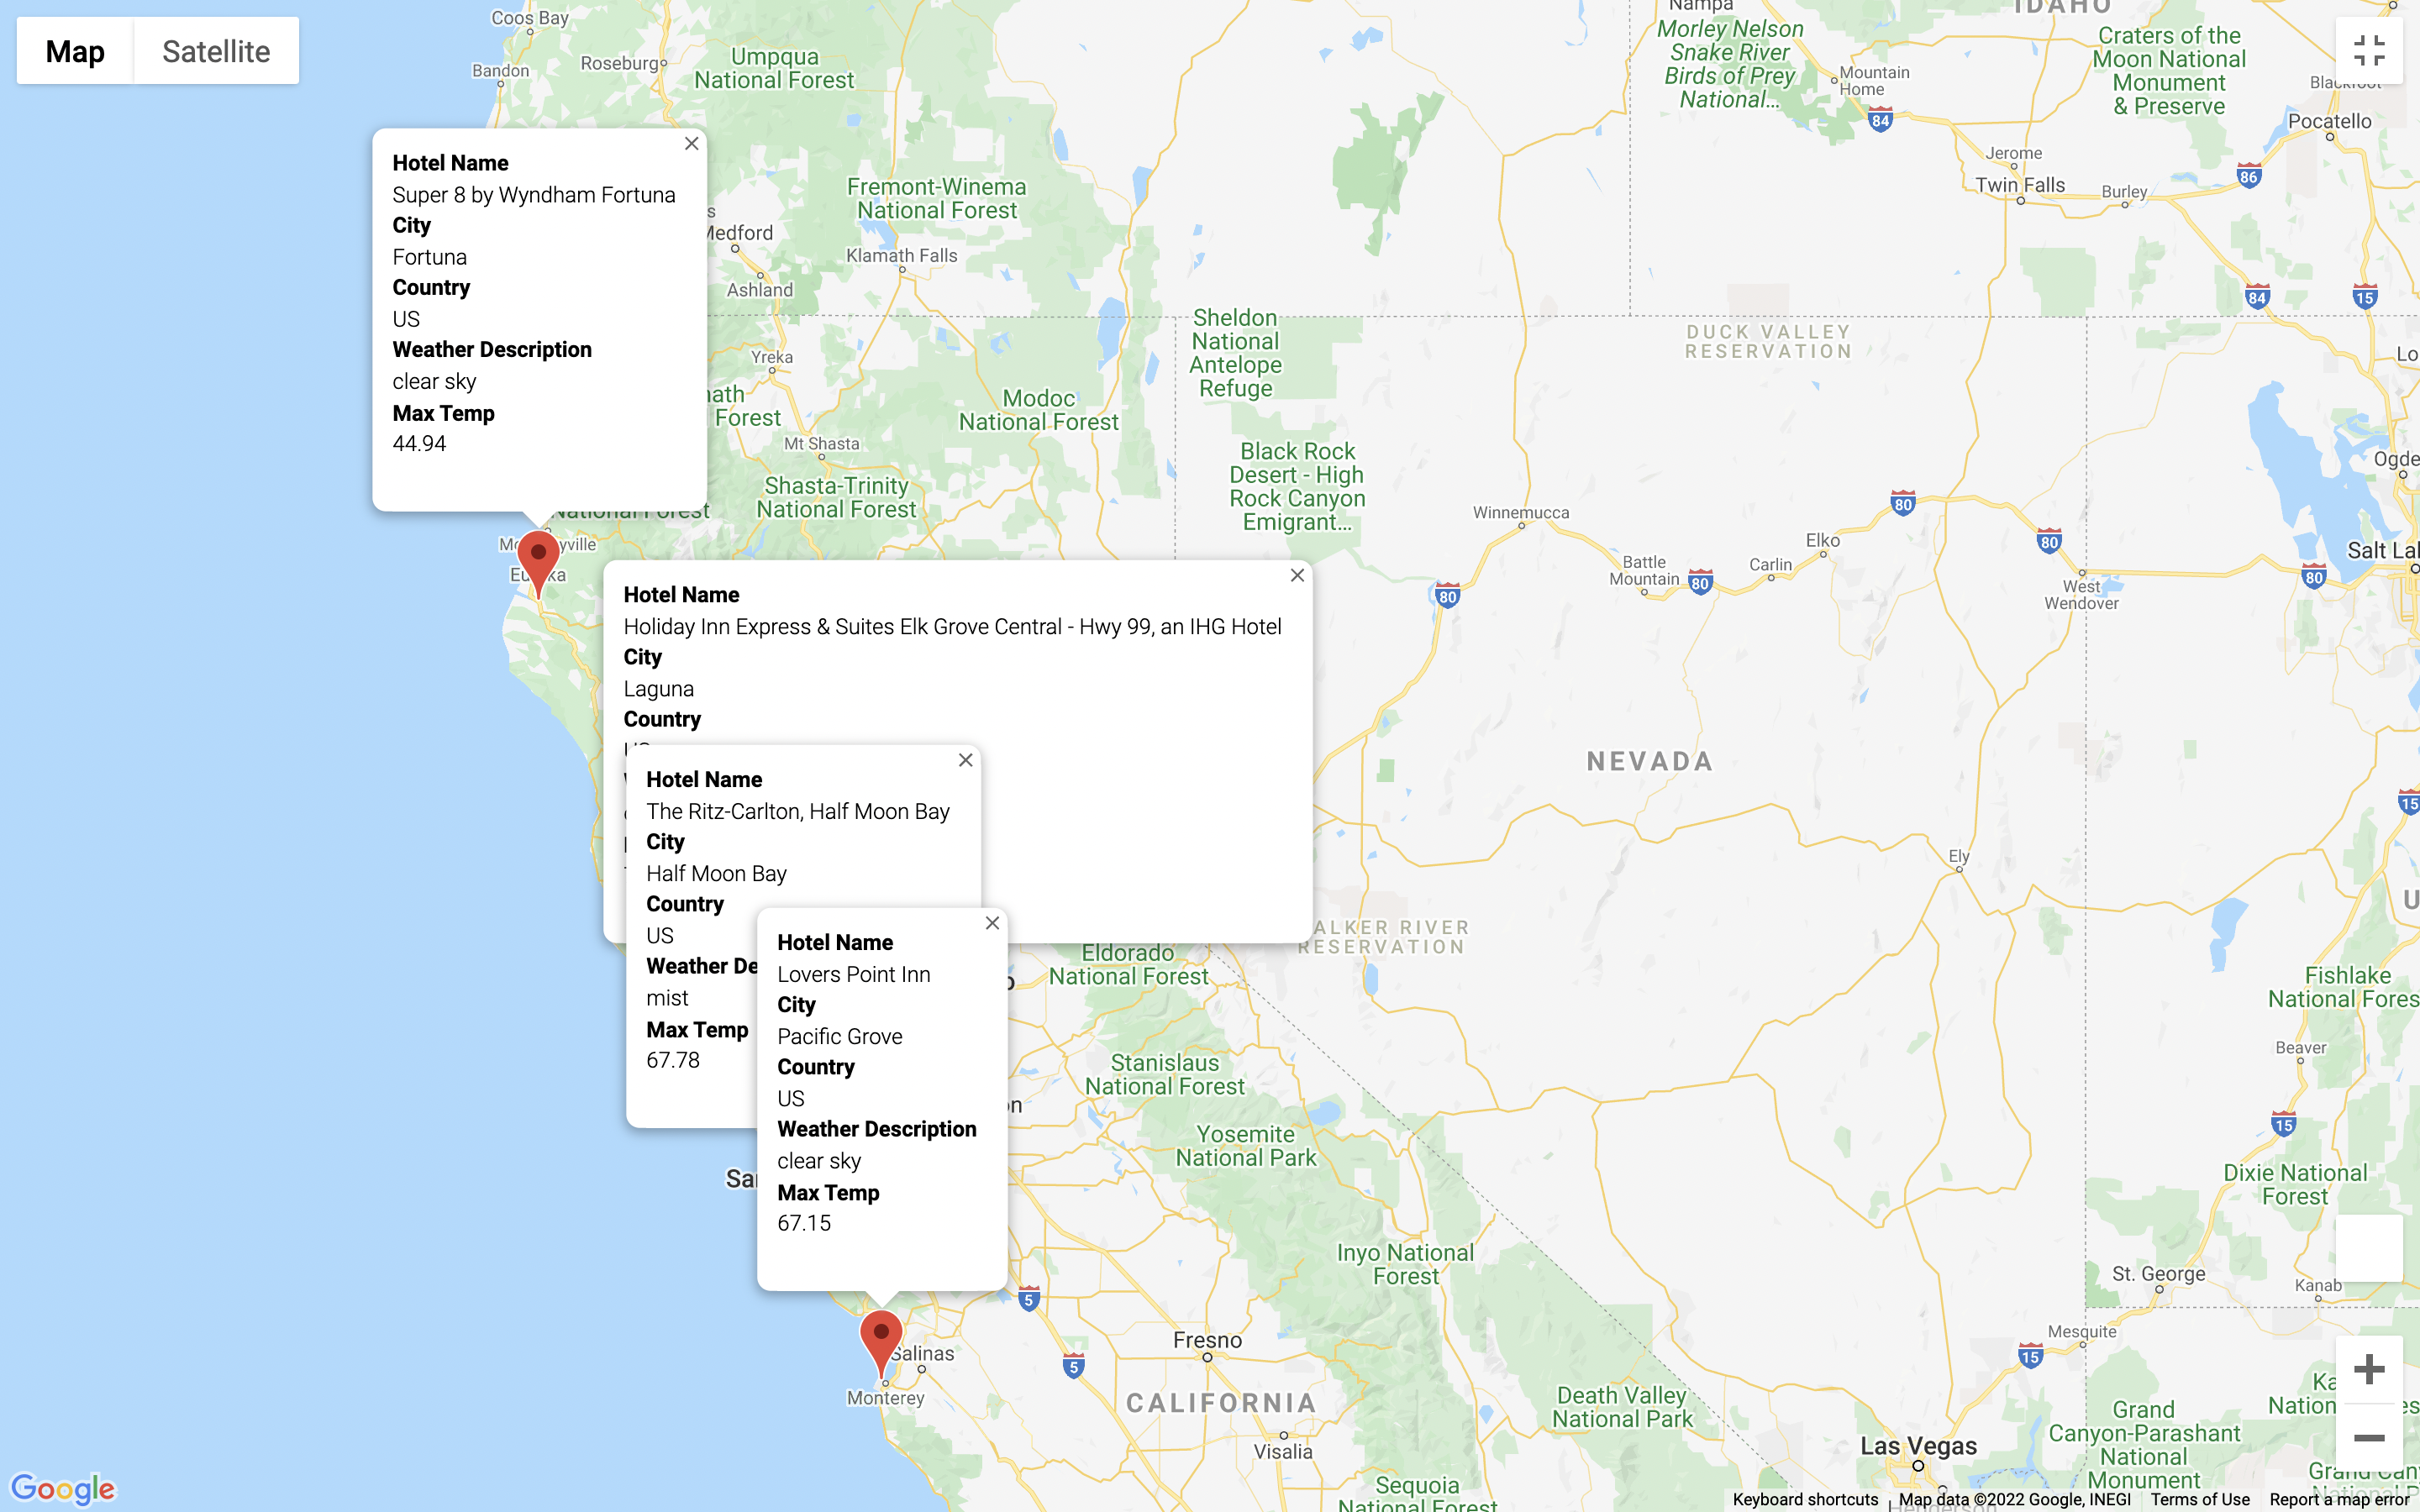 Map
Satellite
Coos Bay
Bandon
Roseburg
Umpqua
National Forest
Nampa
IDAHO
Morley Nelson
Snake River
Birds of Prey
National...
Mountain
Home
84
Craters of the
Moon National
Monument
& Preserve
Pocatello
Jerome
Twin Falls
Burley
86
84
15
Hotel Name
Super 8 by Wyndham Fortuna
City
Fortuna
Country
US
Weather Description
clear sky
Max Temp
44.94
Fremont-Winema
National Forest
Medford
Klamath Falls
Ashland
Sheldon
National
Antelope
Refuge
DUCK VALLEY
RESERVATION
Yreka
Forest
Modoc
National Forest
Mt Shasta
Shasta-Trinity
National Forest
National Forest
Black Rock
Desert - High
Rock Canyon
Emigrant...
Winnemucca
80
Elko
80
Battle
Mountain
80
Carlin
80
80
West
Wendover
80
Hotel Name
Holiday Inn Express & Suites Elk Grove Central - Hwy 99, an IHG Hotel
City
Laguna
Country
Hotel Name
The Ritz-Carlton, Half Moon Bay
City
Half Moon Bay
Country
US
Weather De
mist
Max Temp
67.78
Hotel Name
Lovers Point Inn
City
Pacific Grove
Country
US
Weather Description
clear sky
Max Temp
67.15
NEVADA
15
Ely
ALKER RIVER
RESERVATION
Eldorado
National Forest
Stanislaus
National Forest
Yosemite
National Park
Fishlake
National Fores
Beaver
15
Dixie National
Forest
Inyo National
Forest
St. George
Kanab
Mesquite
15
5
5
Fresno
Salinas
Monterey
CALIFORNIA
Visalia
Death Valley
National Park
Las Vegas
Grand
Canyon-Parashant
National
Monument
Sequoia
National Forest
Google
Keyboard shortcuts
Map data ©2022 Google, INEGI
Terms of Use
Report a map error